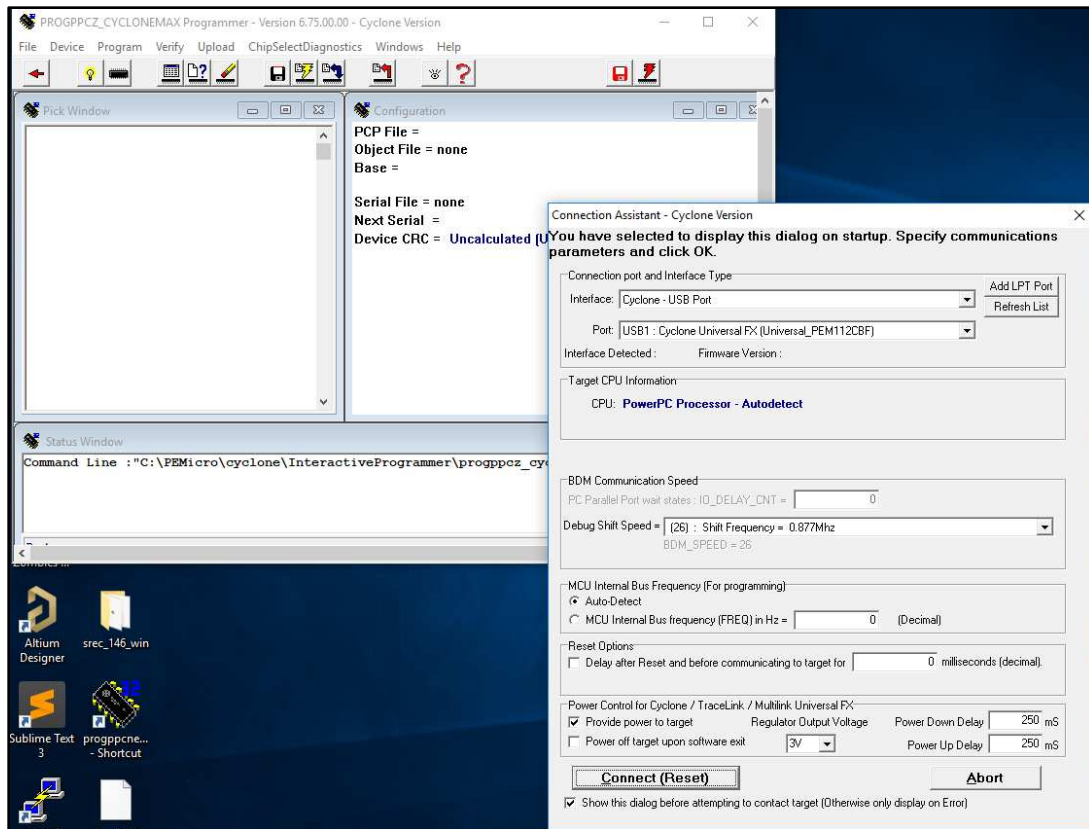 PROGPPCZ_CYCLONEMAX Programmer - Version 6.75.00.00 - Cyclone Version
File Device Program Verify Upload ChipSelectDiagnostics Windows Help
Pick Window
Configuration
PCP File =
Object File = none
Base =
Serial File = none
Next Serial =
Device CRC = Uncalculated (U
Status Window
Command Line :"C:\PEMicro\cyclone\InteractiveProgrammer\progppcz_cy
Connection Assistant - Cyclone Version
You have selected to display this dialog on startup. Specify communications
parameters and click OK.
Connection port and Interface Type
Add LPT Port
Interface: Cyclone - USB Port
Refresh List
Port: USB1 : Cyclone Universal FX (Universal_PEM112CBF)
Interface Detected : Firmware Version :
Target CPU Information
CPU: PowerPC Processor - Autodetect
BDM Communication Speed
PC Parallel Port wait states : IO_DELAY_CNT = 0
Debug Shift Speed = (26) : Shift Frequency = 0.877Mhz
BDM_SPEED = 26
MCU Internal Bus Frequency (For programming)
Auto-Detect
MCU Internal Bus frequency (FREQ) in Hz = 0 (Decimal)
Reset Options
Delay after Reset and before communicating to target for 0 milliseconds (decimal).
Power Control for Cyclone / TraceLink / Multilink Universal FX
Provide power to target Regulator Output Voltage Power Down Delay 250 mS
Power off target upon software exit 3V Power Up Delay 250 mS
Connect (Reset) Abort
Show this dialog before attempting to contact target (Otherwise only display on Error)
Altium
Designer
srec_146_win
Sublime Text
3
progppcne...
- Shortcut